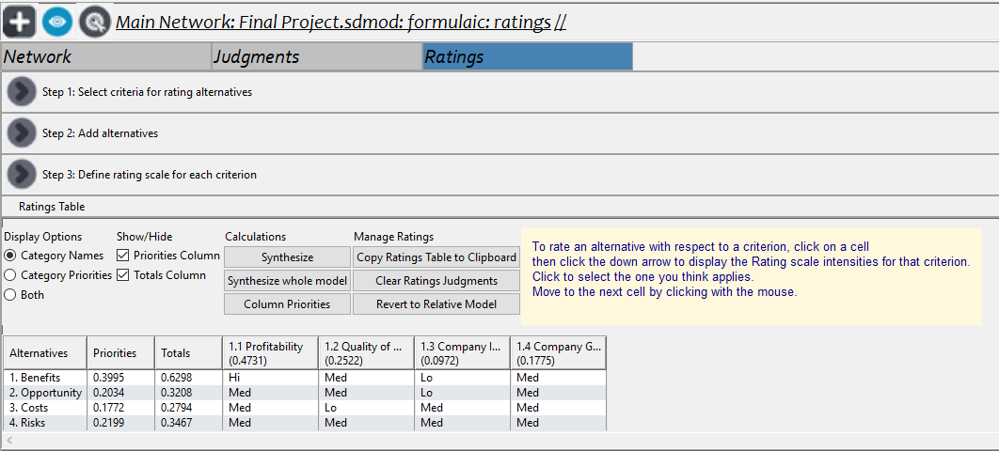 Main Network: Final Project.sdmod: formulaic: ratings //
Network Judgments Ratings
Step 1: Select criteria for rating alternatives
Step 2: Add alternatives
Step 3: Define rating scale for each criterion
Ratings Table
Display Options Show/Hide Calculations Manage Ratings
Category Names Priorities Column Synthesize Copy Ratings Table to Clipboard
Category Priorities Totals Column Synthesize whole model Clear Ratings Judgments
Both Column Priorities Revert to Relative Model
To rate an alternative with respect to a criterion, click on a cell
then click the down arrow to display the Rating scale intensities for that criterion.
Click to select the one you think applies.
Move to the next cell by clicking with the mouse.
Alternatives Priorities Totals 1.1 Profitability 1.2 Quality of ... 1.3 Company I... 1.4 Company G...
(0.4731) (0.2522) (0.0972) (0.1775)
1. Benefits 0.3995 0.6298 Hi Med Lo Med
2. Opportunity 0.2034 0.3208 Med Med Lo Med
3. Costs 0.1772 0.2794 Med Lo Med Med
4. Risks 0.2199 0.3467 Med Med Med Med